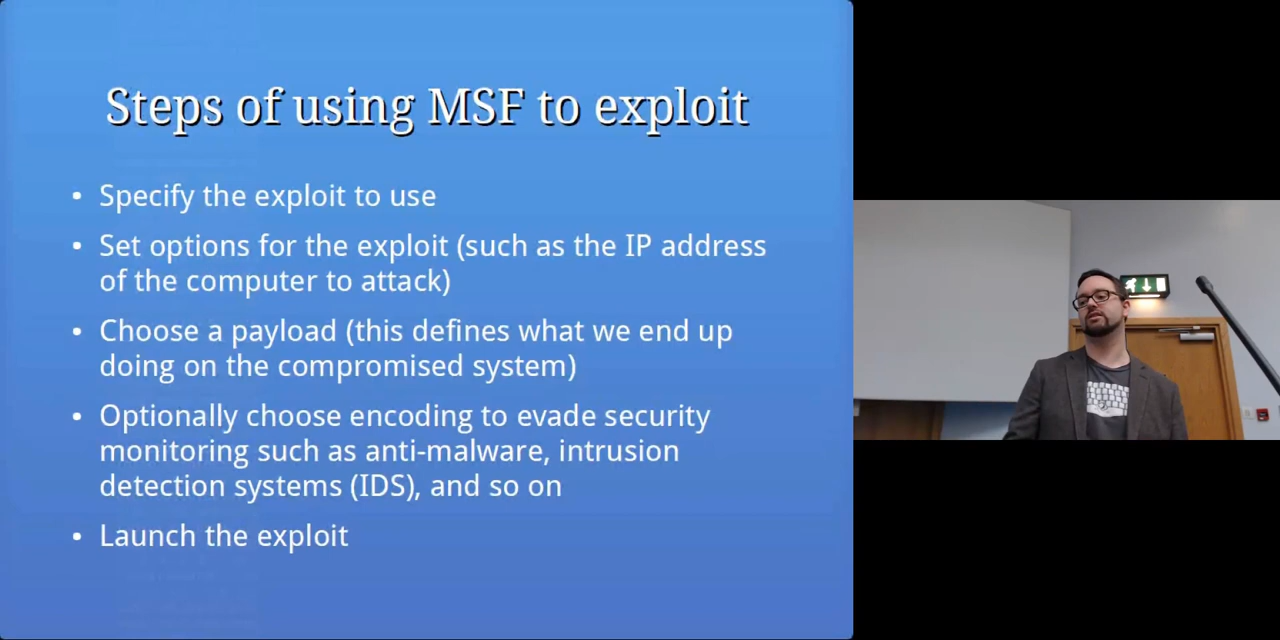 Steps of using MSF to exploit
• Specify the exploit to use
• Set options for the exploit (such as the IP address
of the computer to attack)
• Choose a payload (this defines what we end up
doing on the compromised system)
• Optionally choose encoding to evade security
monitoring such as anti-malware, intrusion
detection systems (IDS), and so on
• Launch the exploit